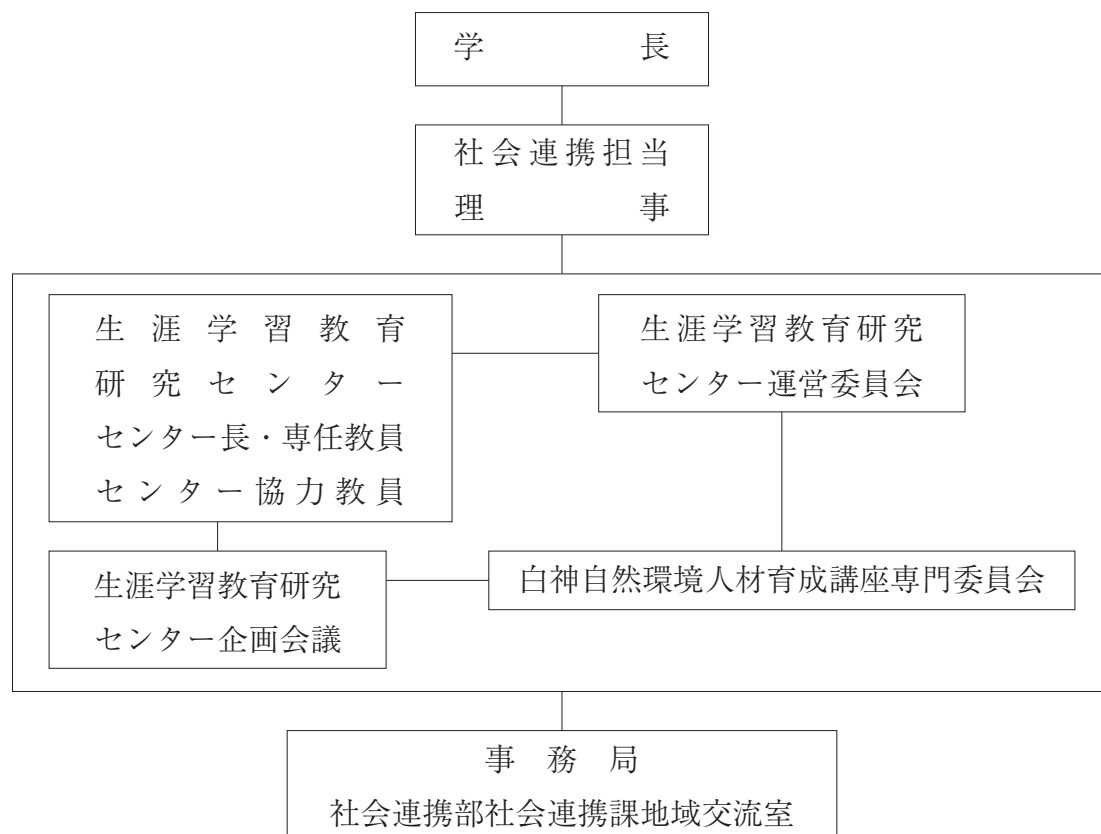 学長
社会連携担当
理事
生涯学習教育
研究センター
センター長・専任教員
センター協力教員
生涯学習教育研究
センター運営委員会
生涯学習教育研究
センター企画会議
白神自然環境人材育成講座専門委員会
事務局
社会連携部社会連携課地域交流室